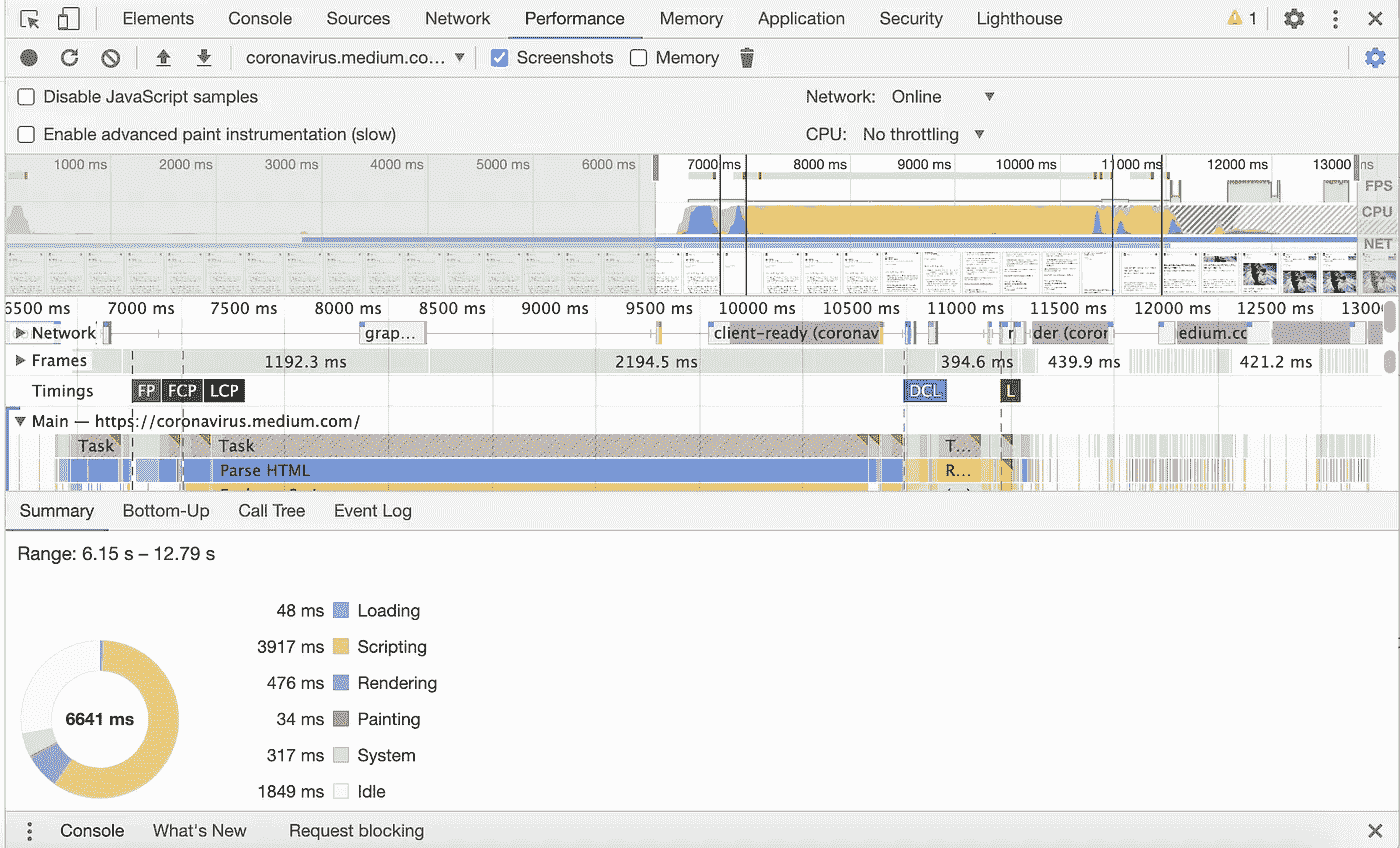 Elements Console Sources Network Performance Memory Application Security Lighthouse 1
coronavirus.medium.co… Screenshots Memory
Disable JavaScript samples Network: Online
Enable advanced paint instrumentation (slow) CPU: No throttling
1000 ms 2000 ms 3000 ms 4000 ms 5000 ms 6000 ms 7000 ms 8000 ms 9000 ms 10000 ms 11000 ms 12000 ms 13000 ns
FPS
CPU
NET
6500 ms 7000 ms 7500 ms 8000 ms 8500 ms 9000 ms 9500 ms 10000 ms 10500 ms 11000 ms 11500 ms 12000 ms 12500 ms 1300
Network grap… client-ready (coronav r der (coror edium.cc
Frames 1192.3 ms 2194.5 ms 394.6 ms 439.9 ms 421.2 ms
Timings FP FCP LCP DCL L
Main — https://coronavirus.medium.com/
Task Task T…
Parse HTML R…
Summary Bottom-Up Call Tree Event Log
Range: 6.15 s – 12.79 s
48 ms Loading
3917 ms Scripting
476 ms Rendering
6641 ms
34 ms Painting
317 ms System
1849 ms Idle
Console What's New Request blocking